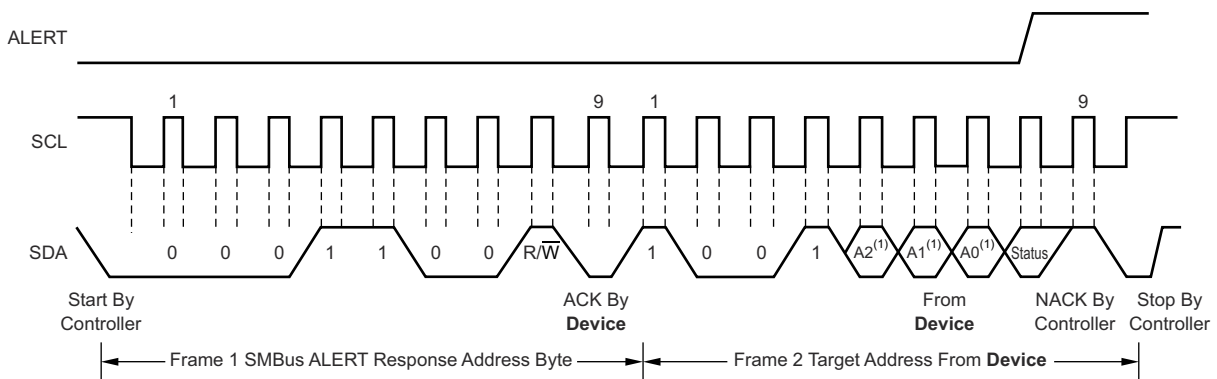 ALERT
1 9 1 9
SCL
SDA
0 0 0 1 1 0 0 R/W̅ 1 0 0 1 A2(1) A1(1) A0(1) Status
Start By
Controller
ACK By
Device
From
Device
NACK By
Controller
Stop By
Controller
Frame 1 SMBus ALERT Response Address Byte
Frame 2 Target Address From Device